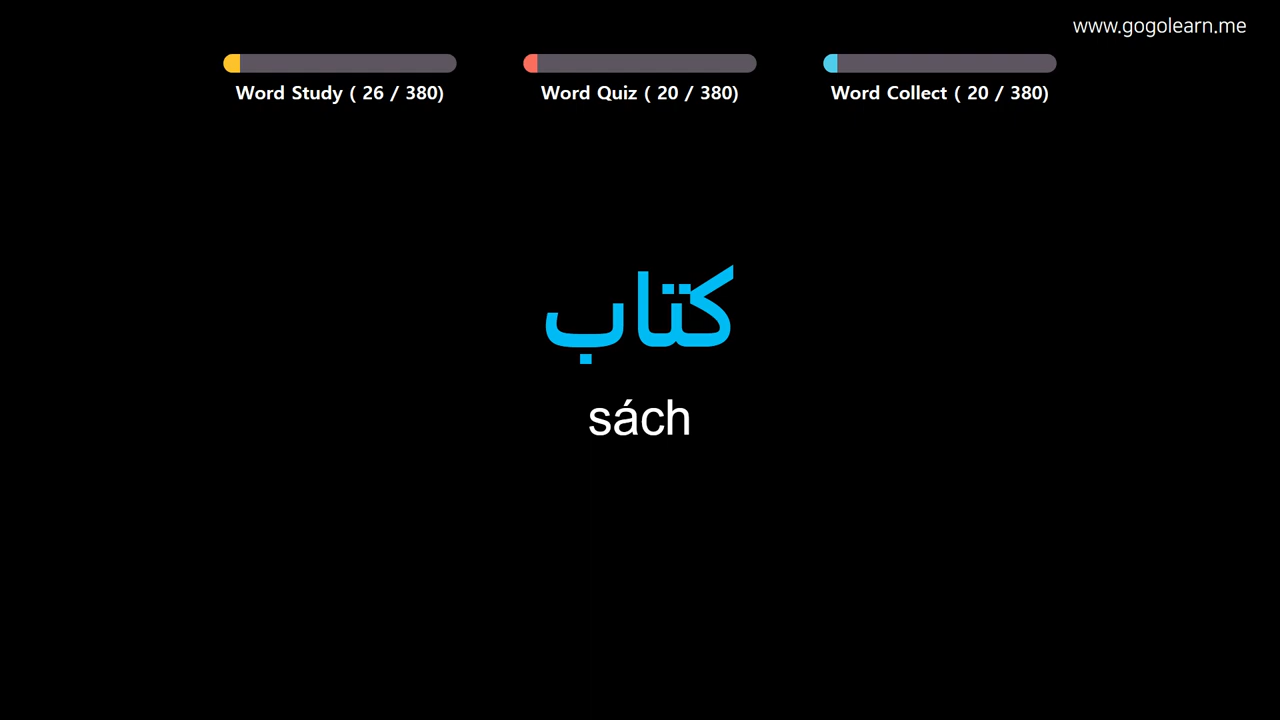 www.gogolearn.me
Word Study ( 26 / 380)
Word Quiz ( 20 / 380)
Word Collect ( 20 / 380)
كتاب
sách